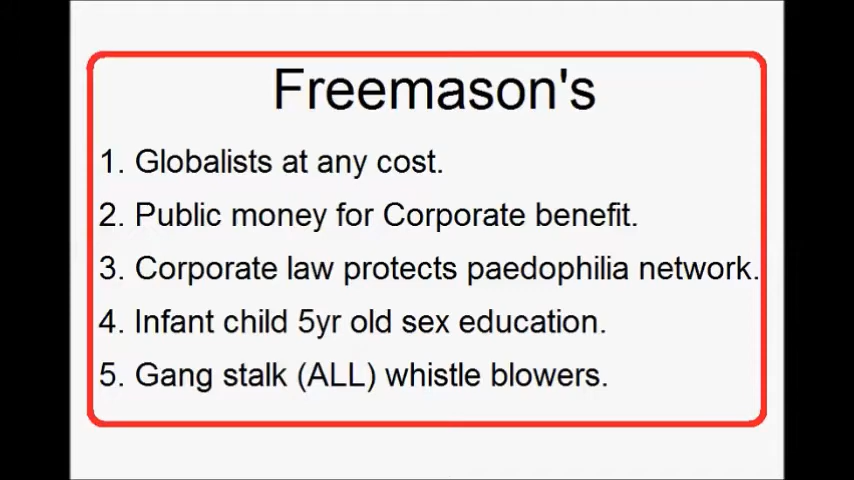 Freemason's
1. Globalists at any cost.
2. Public money for Corporate benefit.
3. Corporate law protects paedophilia network.
4. Infant child 5yr old sex education.
5. Gang stalk (ALL) whistle blowers.